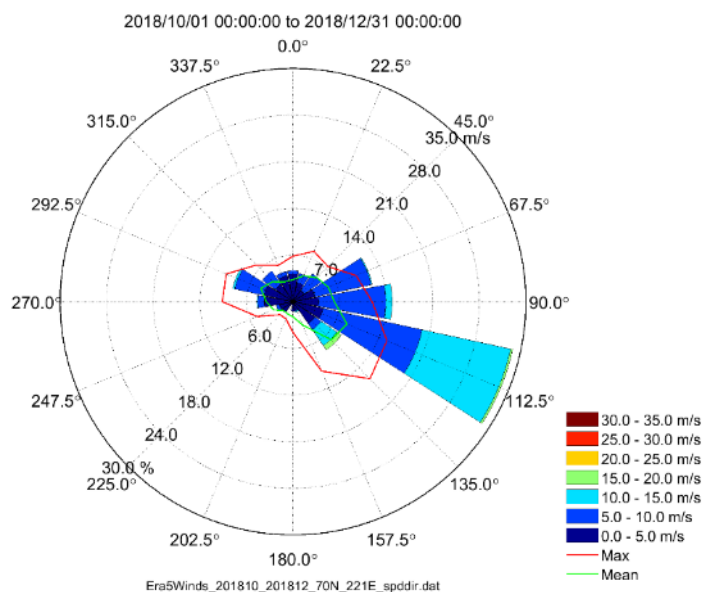 2018/10/01 00:00:00 to 2018/12/31 00:00:00
0.0°
337.5°
22.5°
315.0°
45.0°
35.0 m/s
28.0
292.5°
67.5°
21.0
14.0
7.0
270.0°
90.0°
6.0
12.0
247.5°
112.5°
18.0
24.0
30.0 %
225.0°
135.0°
202.5°
157.5°
180.0°
30.0 - 35.0 m/s
25.0 - 30.0 m/s
20.0 - 25.0 m/s
15.0 - 20.0 m/s
10.0 - 15.0 m/s
5.0 - 10.0 m/s
0.0 - 5.0 m/s
Max
Mean
Era5Winds_201810_201812_70N_221E_spddir.dat